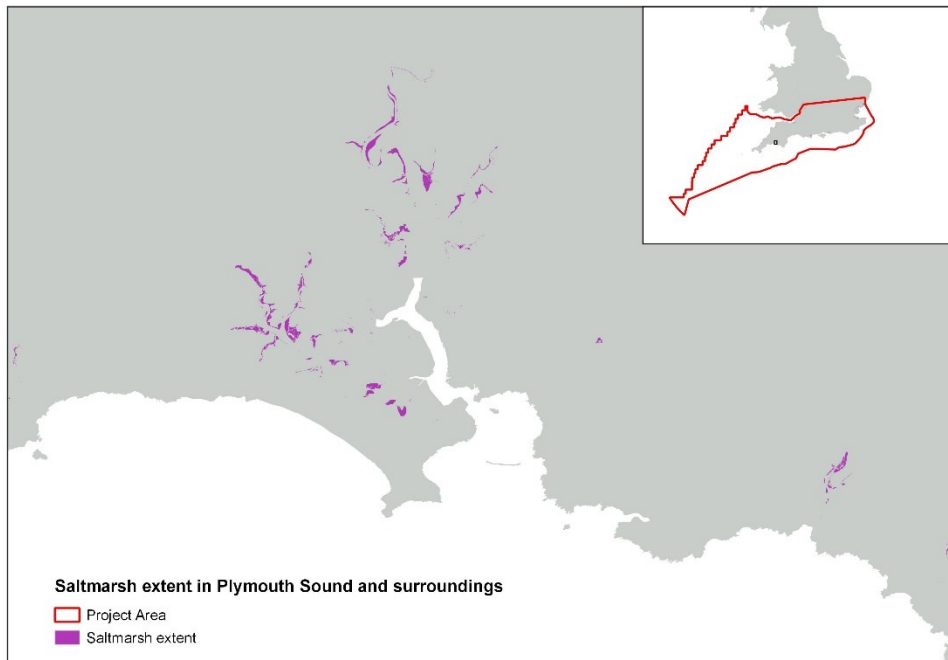 Saltmarsh extent in Plymouth Sound and surroundings
Project Area
Saltmarsh extent